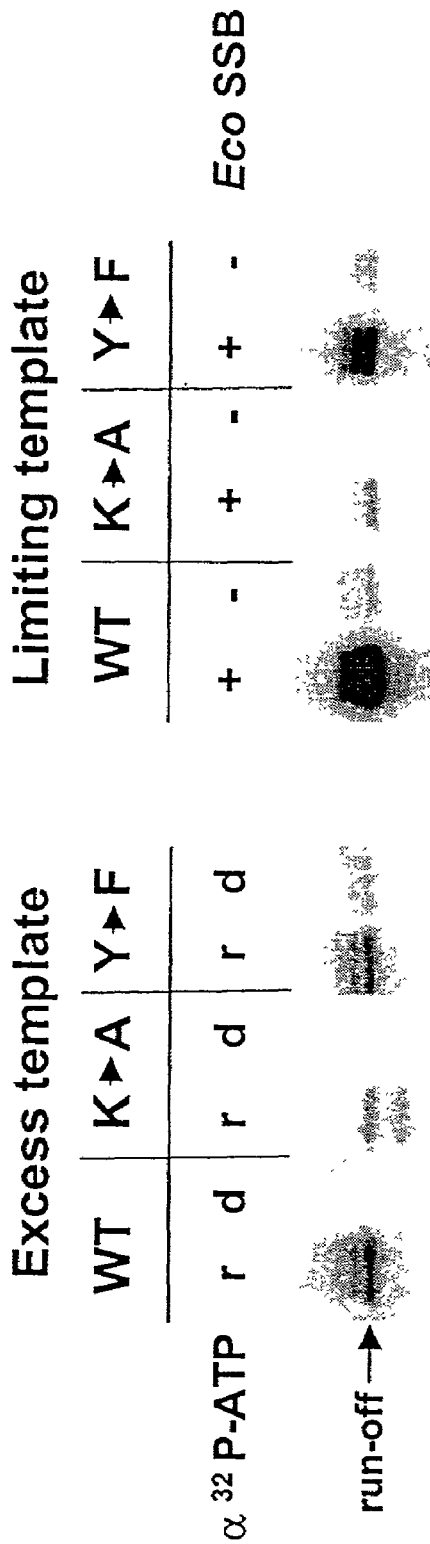 Excess template Limiting template
WT K→A Y→F WT K→A Y→F
α ³²P-ATP r d r d r d + - + - + - Eco SSB
run-off →